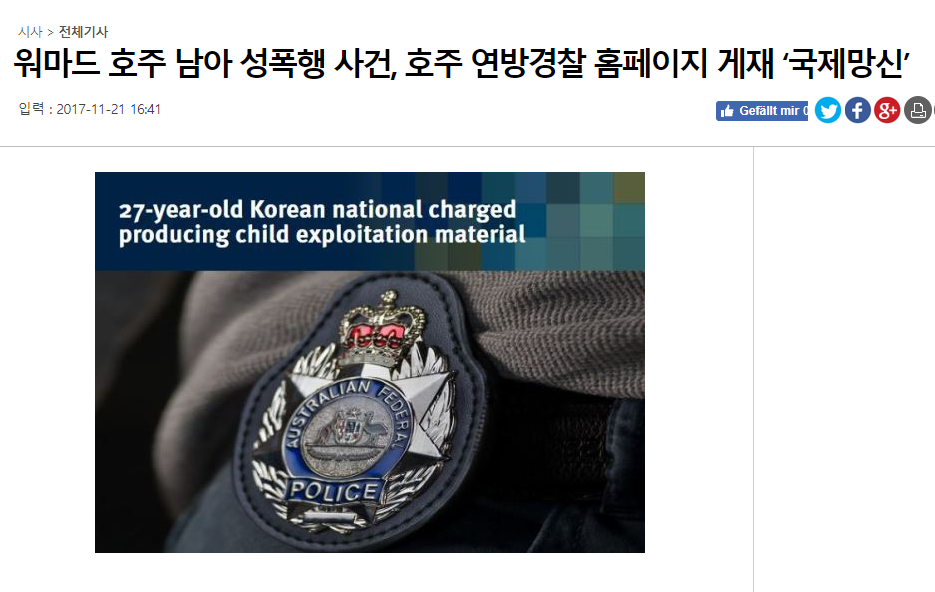 시사 > 전체기사
워마드 호주 남아 성폭행 사건, 호주 연방경찰 홈페이지 게재 ‘국제망신’
입력 : 2017-11-21 16:41
Gefällt mir 0
27-year-old Korean national charged
producing child exploitation material
AUSTRALIAN FEDERAL
POLICE